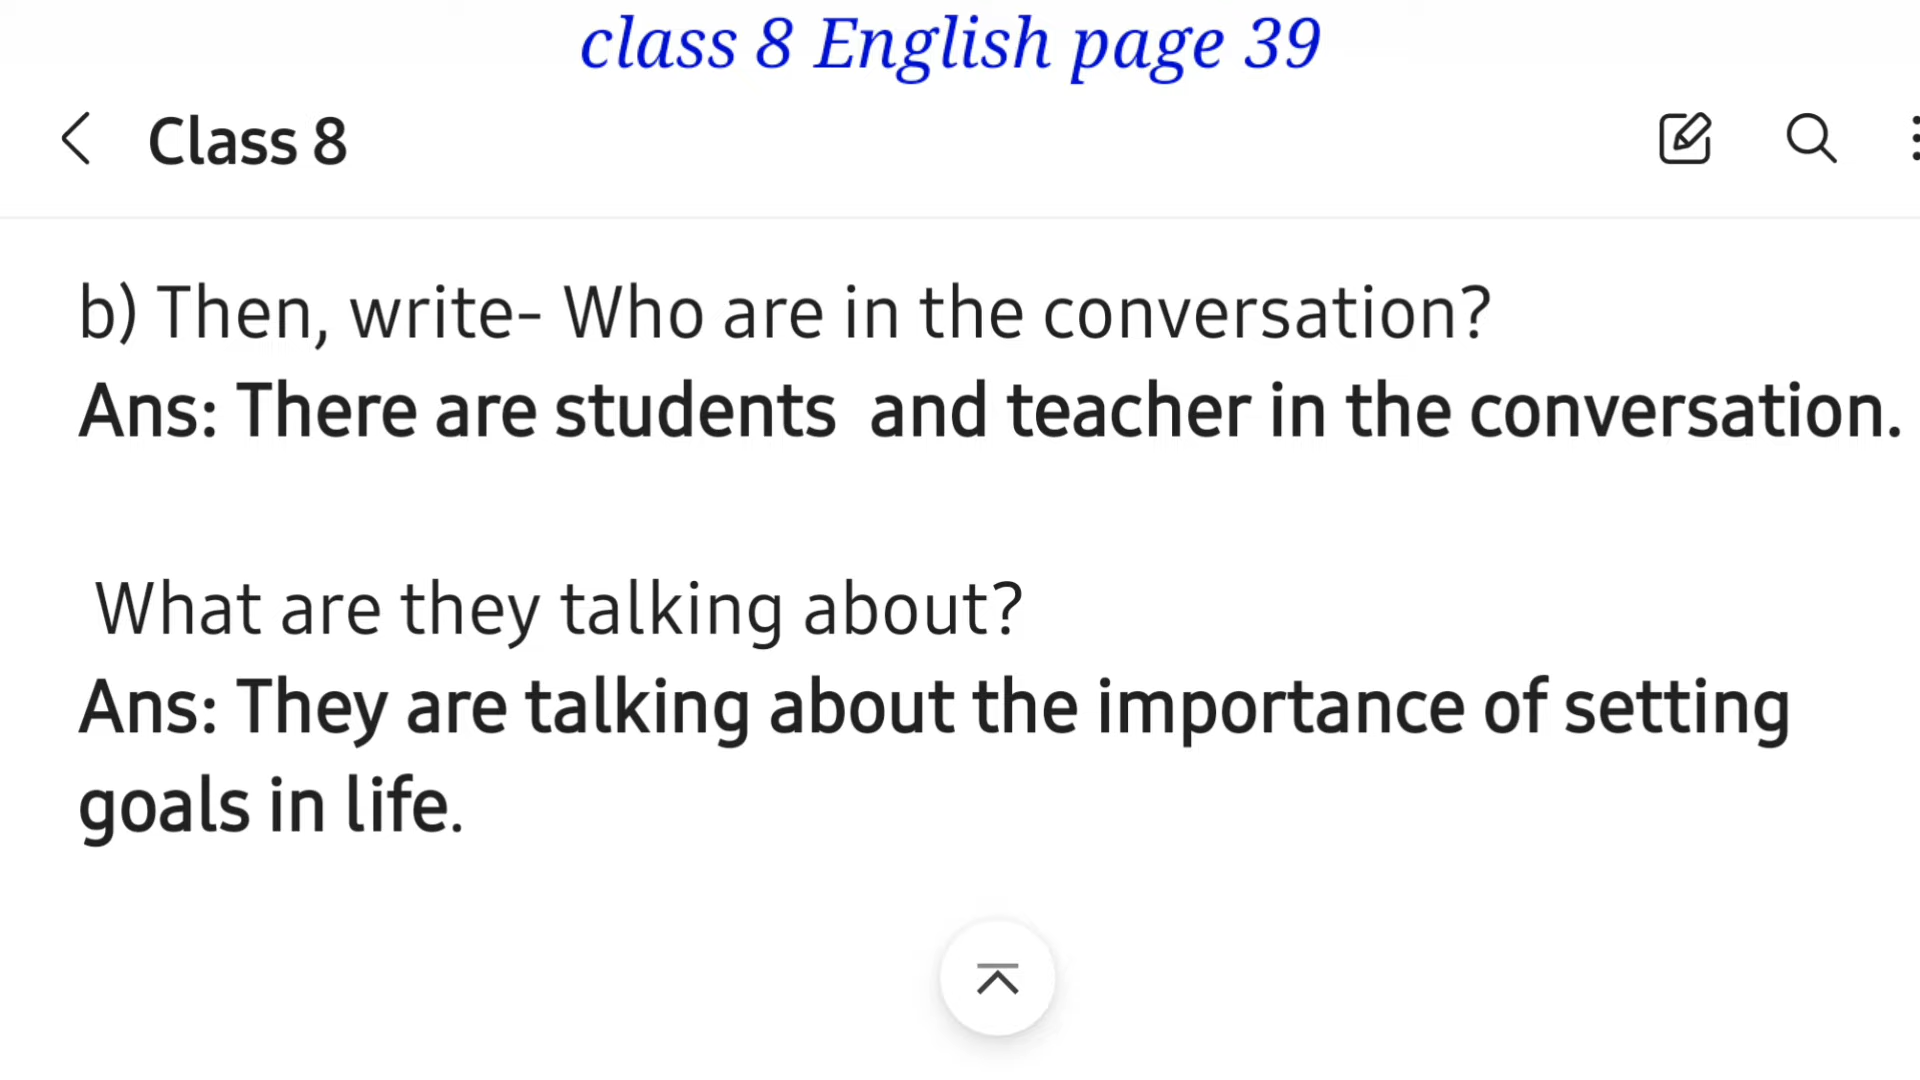 class 8 English page 39
Class 8
b) Then, write- Who are in the conversation?
Ans: There are students  and teacher in the conversation.
What are they talking about?
Ans: They are talking about the importance of setting
goals in life.